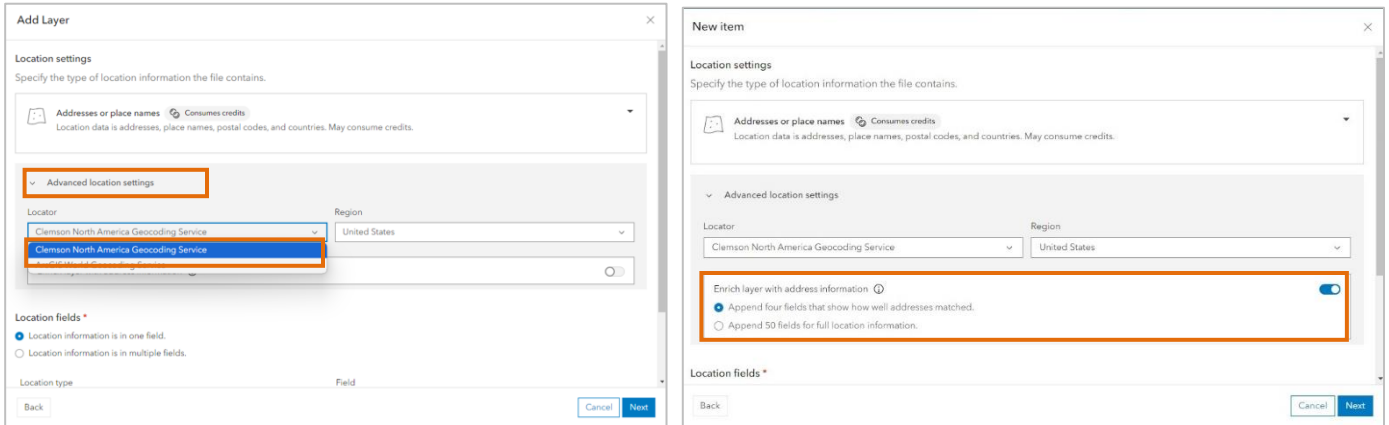 Add Layer
Location settings
Specify the type of location information the file contains.
Addresses or place names Consumes credits
Location data is addresses, place names, postal codes, and countries. May consume credits.
Advanced location settings
Locator Region
Clemson North America Geocoding Service United States
Clemson North America Geocoding Service
ArcGIS World Geocoding Service
Location fields *
Location information is in one field.
Location information is in multiple fields.
Location type Field
Back Cancel Next
New item
Location settings
Specify the type of location information the file contains.
Addresses or place names Consumes credits
Location data is addresses, place names, postal codes, and countries. May consume credits.
Advanced location settings
Locator Region
Clemson North America Geocoding Service United States
Enrich layer with address information
Append four fields that show how well addresses matched.
Append 50 fields for full location information.
Location fields *
Back Cancel Next